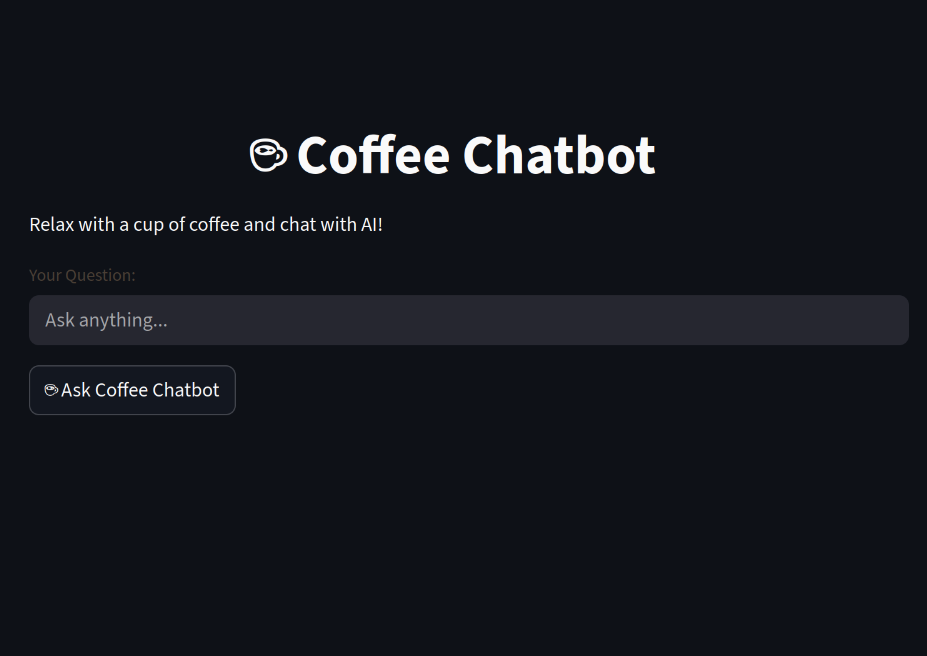 ☕ Coffee Chatbot
Relax with a cup of coffee and chat with AI!
Your Question:
Ask anything...
☕ Ask Coffee Chatbot